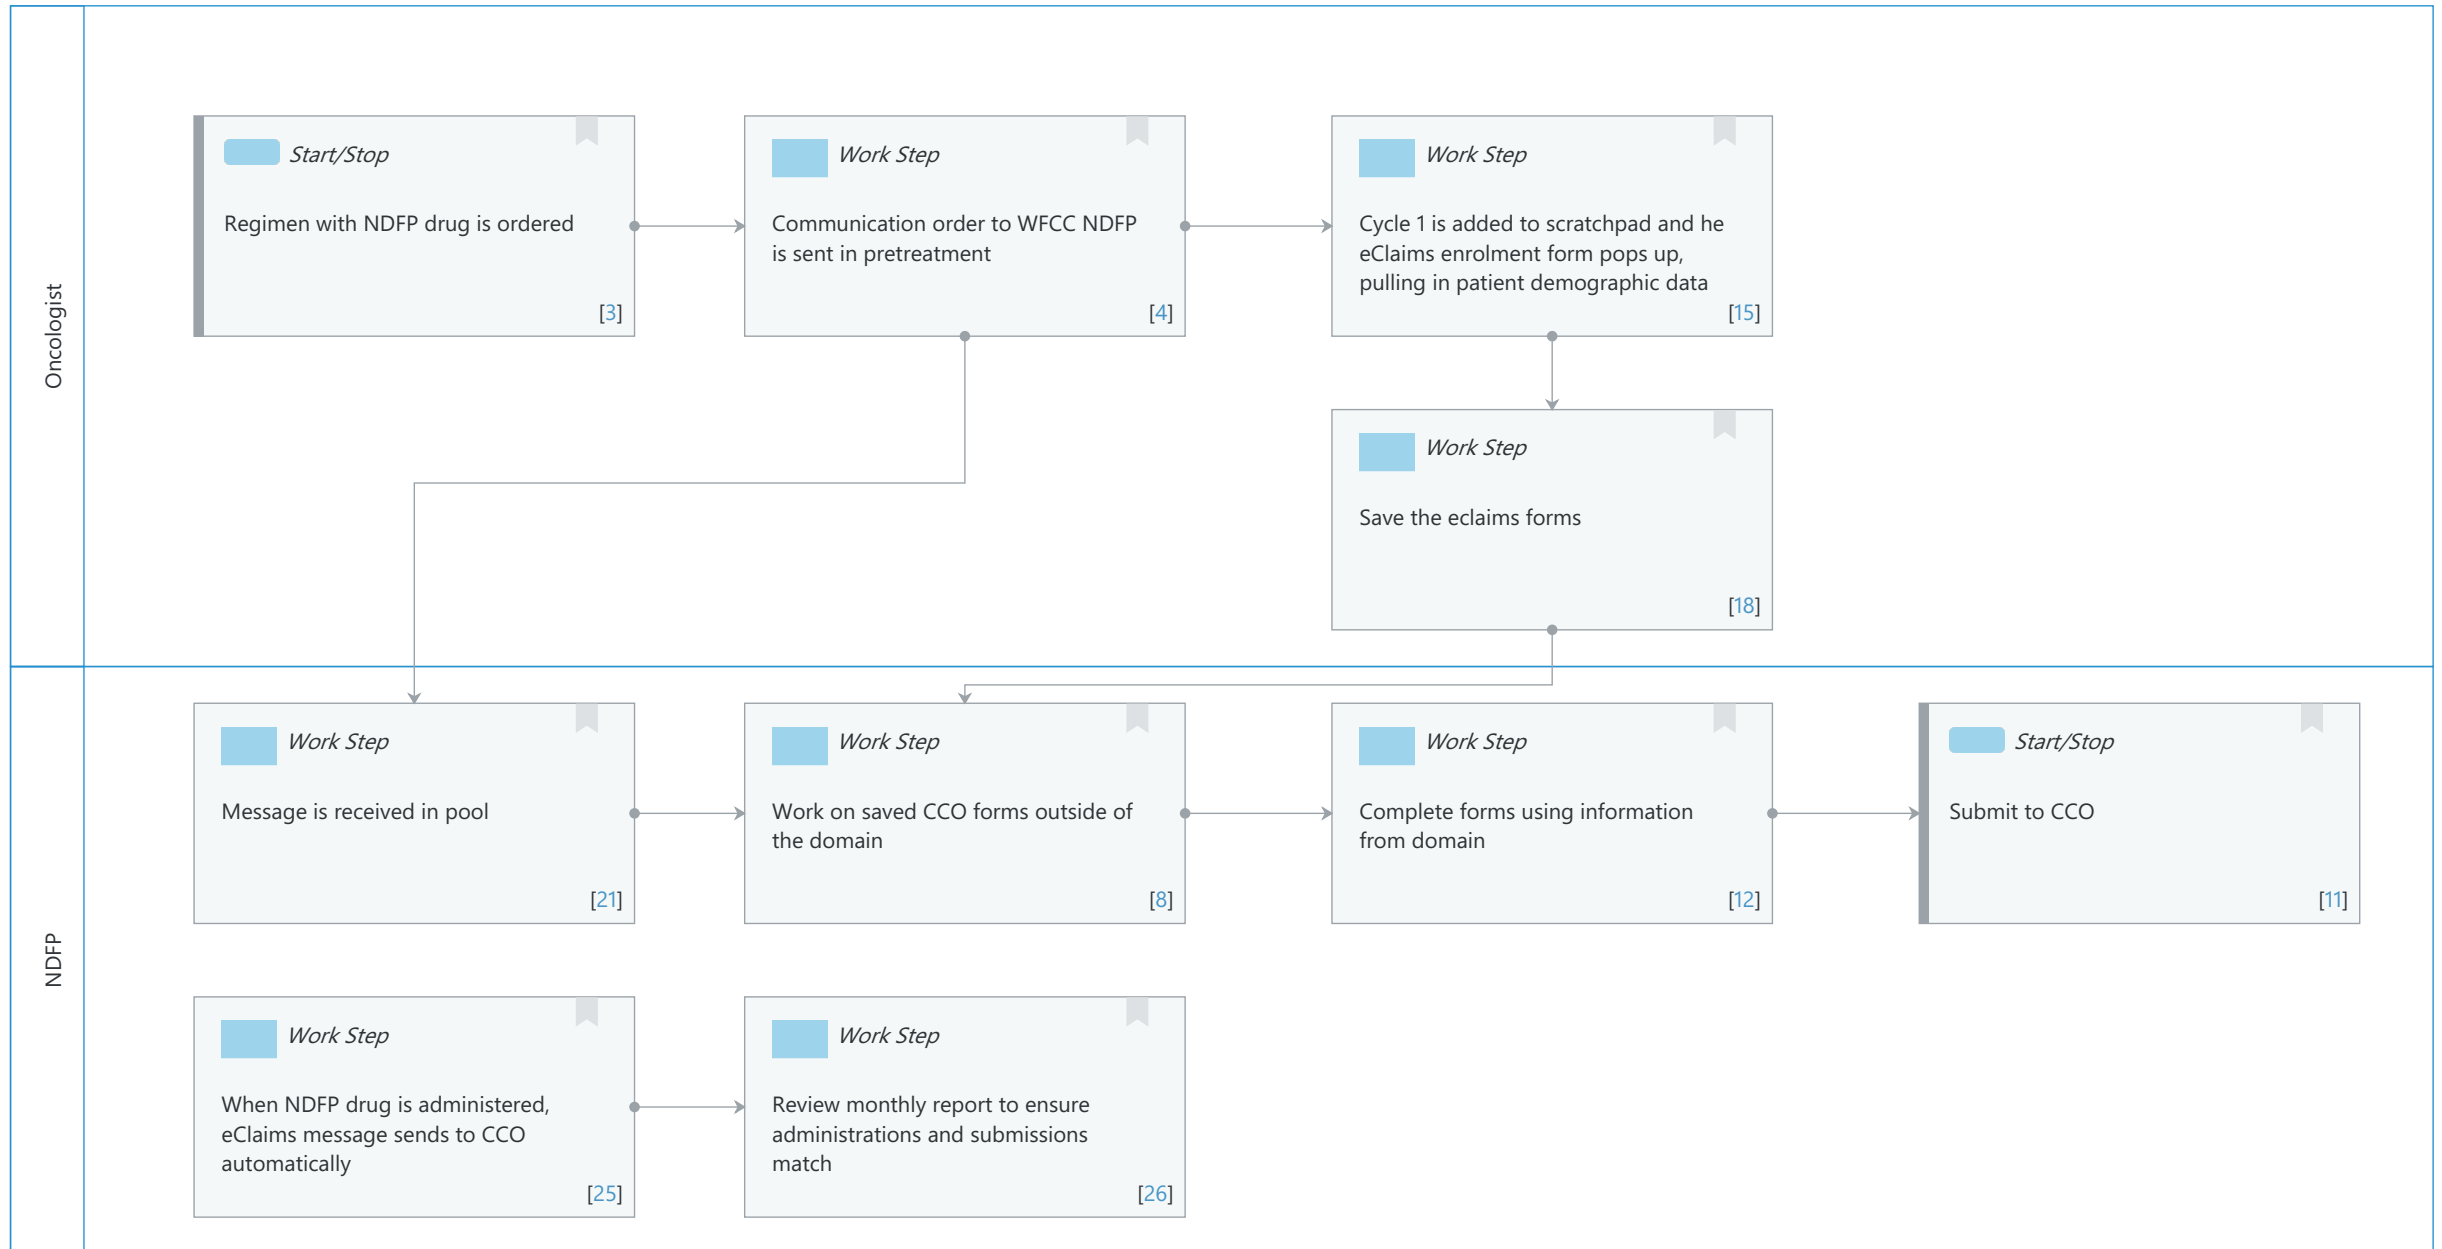 Oncologist
Start/Stop
Regimen with NDFP drug is ordered
[3]
Work Step
Communication order to WFCC NDFP
is sent in pretreatment
[4]
Work Step
Cycle 1 is added to scratchpad and he
eClaims enrolment form pops up,
pulling in patient demographic data
[15]
Work Step
Save the eclaims forms
[18]
NDFP
Work Step
Message is received in pool
[21]
Work Step
Work on saved CCO forms outside of
the domain
[8]
Work Step
Complete forms using information
from domain
[12]
Start/Stop
Submit to CCO
[11]
Work Step
When NDFP drug is administered,
eClaims message sends to CCO
automatically
[25]
Work Step
Review monthly report to ensure
administrations and submissions
match
[26]